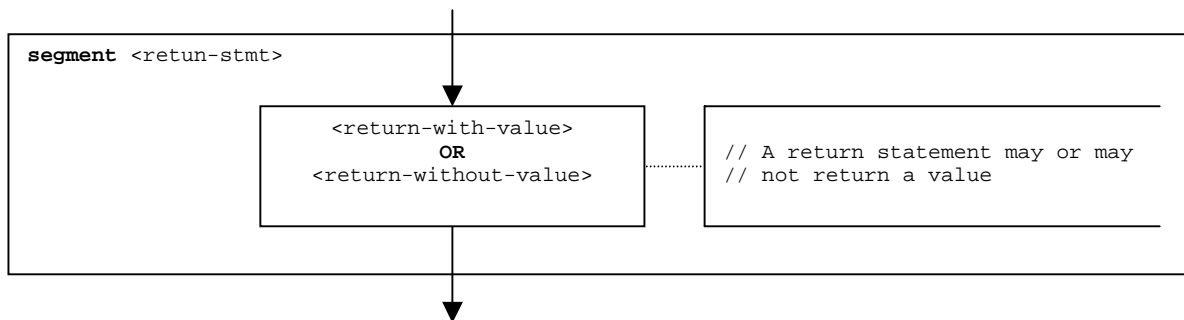 segment <retun-stmt>
<return-with-value>
OR
<return-without-value>
// A return statement may or may
// not return a value